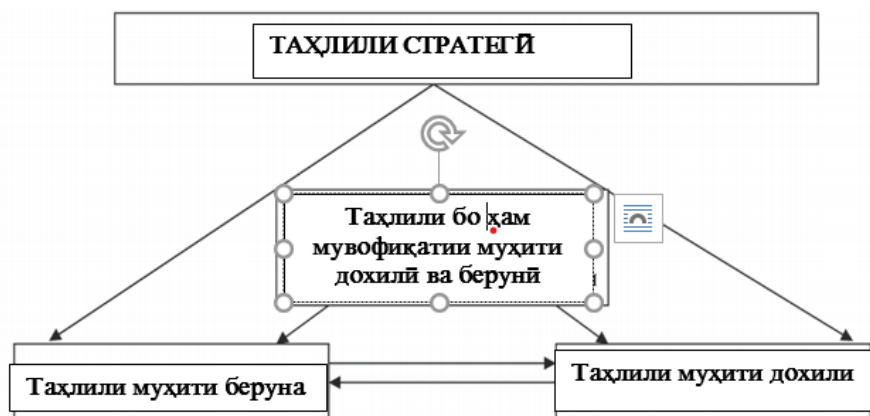 ТАҲЛИЛИ СТРАТЕГӢ
Таҳлили бо ҳам
мувофиқатии муҳити
дохилӣ ва берунӣ
Таҳлили муҳити беруна
Таҳлили муҳити дохили